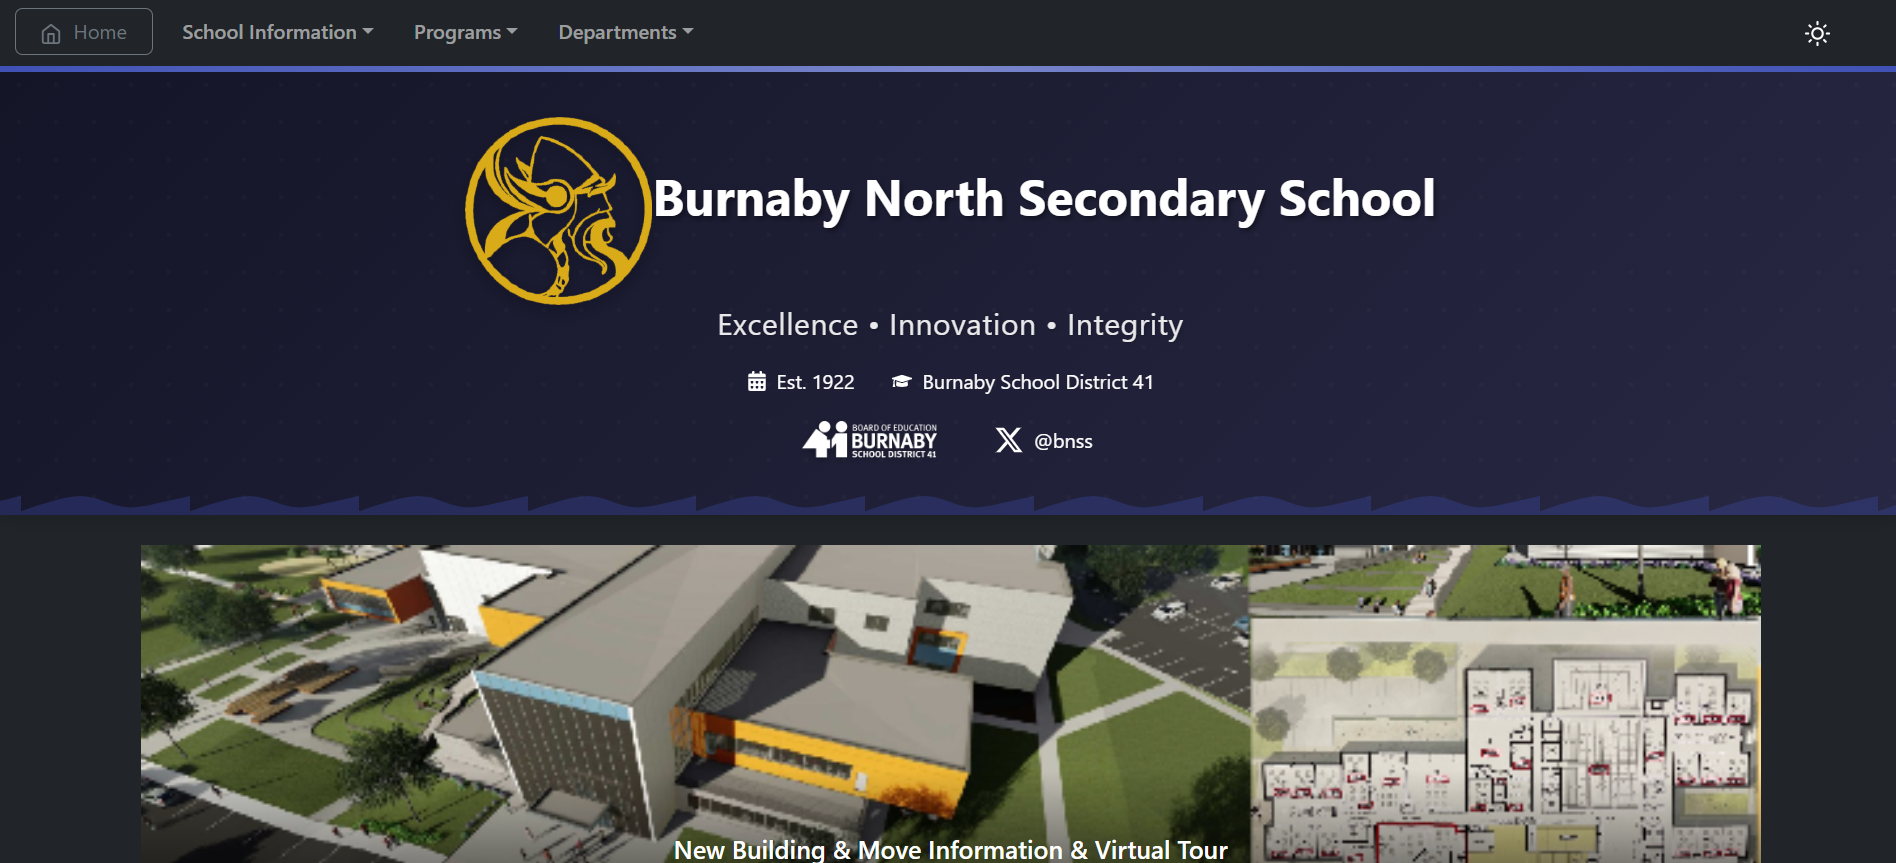 Home
School Information
Programs
Departments
Burnaby North Secondary School
Excellence • Innovation • Integrity
Est. 1922
Burnaby School District 41
BOARD OF EDUCATION
BURNABY
SCHOOL DISTRICT 41
@bnss
New Building & Move Information & Virtual Tour